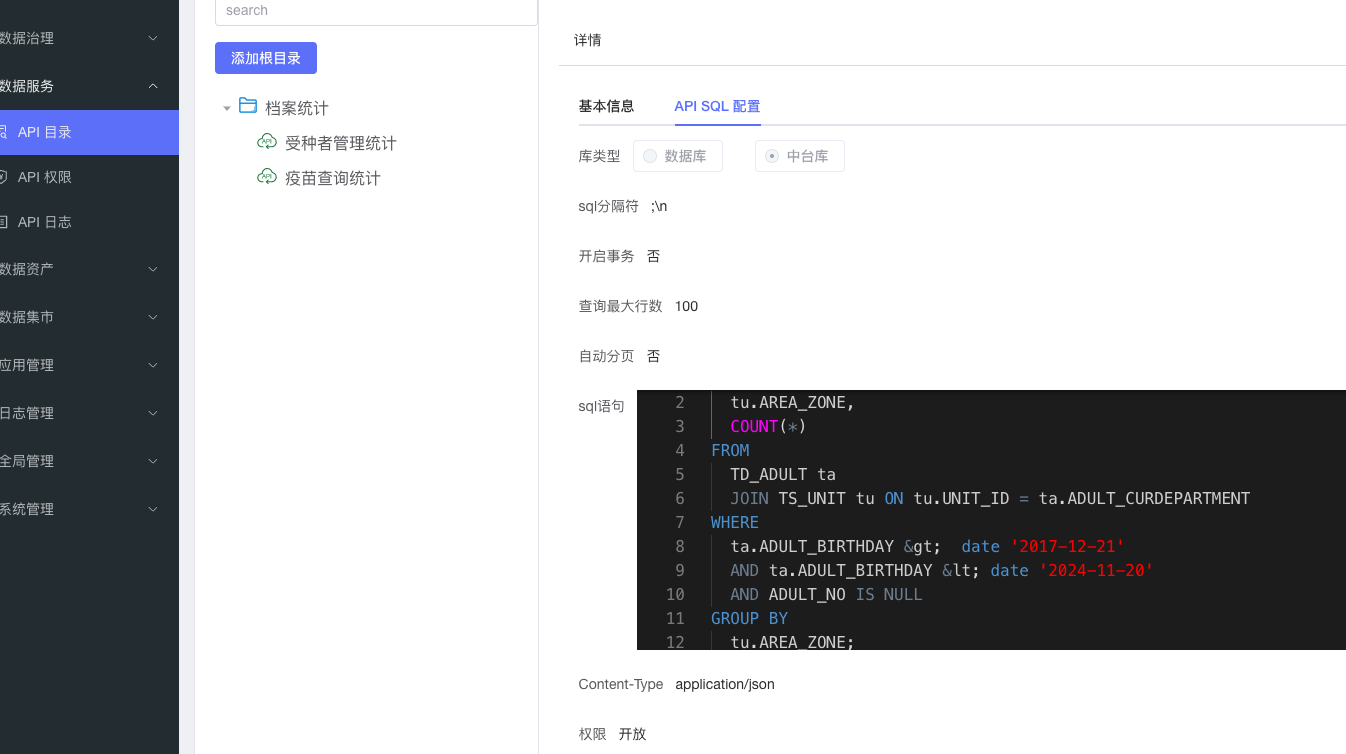 数据治理
数据服务
API 目录
API 权限
API 日志
数据资产
数据集市
应用管理
日志管理
全局管理
系统管理
search
添加根目录
档案统计
API 受种者管理统计
API 疫苗查询统计
详情
基本信息 API SQL 配置
库类型 数据库 中台库
sql分隔符 ;\n
开启事务 否
查询最大行数 100
自动分页 否
sql语句
2 tu.AREA_ZONE,
3 COUNT(*)
4 FROM
5 TD_ADULT ta
6 JOIN TS_UNIT tu ON tu.UNIT_ID = ta.ADULT_CURDEPARTMENT
7 WHERE
8 ta.ADULT_BIRTHDAY &gt;  date '2017-12-21'
9 AND ta.ADULT_BIRTHDAY &lt; date '2024-11-20'
10 AND ADULT_NO IS NULL
11 GROUP BY
12 tu.AREA_ZONE;
Content-Type application/json
权限 开放